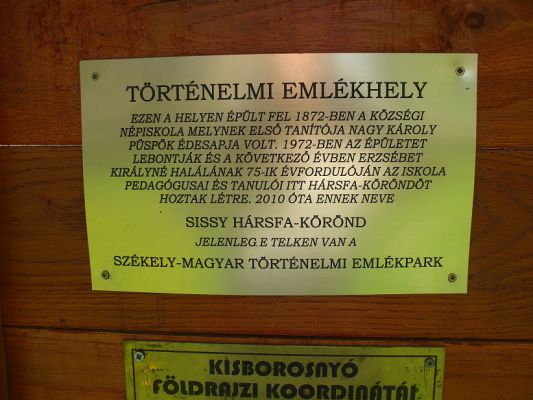 TÖRTÉNELMI EMLÉKHELY
EZEN A HELYEN ÉPÜLT FEL 1872-BEN A KÖZSÉGI
NÉPISKOLA MELYNEK ELSŐ TANÍTÓJA NAGY KÁROLY
PÜSPÖK ÉDESAPJA VOLT. 1972-BEN AZ ÉPÜLETET
LEBONTJÁK ÉS A KÖVETKEZŐ ÉVBEN ERZSÉBET
KIRÁLYNÉ HALÁLÁNAK 75-IK ÉVFORDULÓJÁN AZ ISKOLA
PEDAGÓGUSAI ÉS TANULÓI ITT HÁRSFA-KÖRÖNDÖT
HOZTAK LÉTRE. 2010 ÓTA ENNEK NEVE
SISSY HÁRSFA-KÖRÖND
JELENLEG E TELKEN VAN A
SZÉKELY-MAGYAR TÖRTÉNELMI EMLÉKPARK
KISBOROSNYÓ
FÖLDRAJZI KOORDINÁTÁI